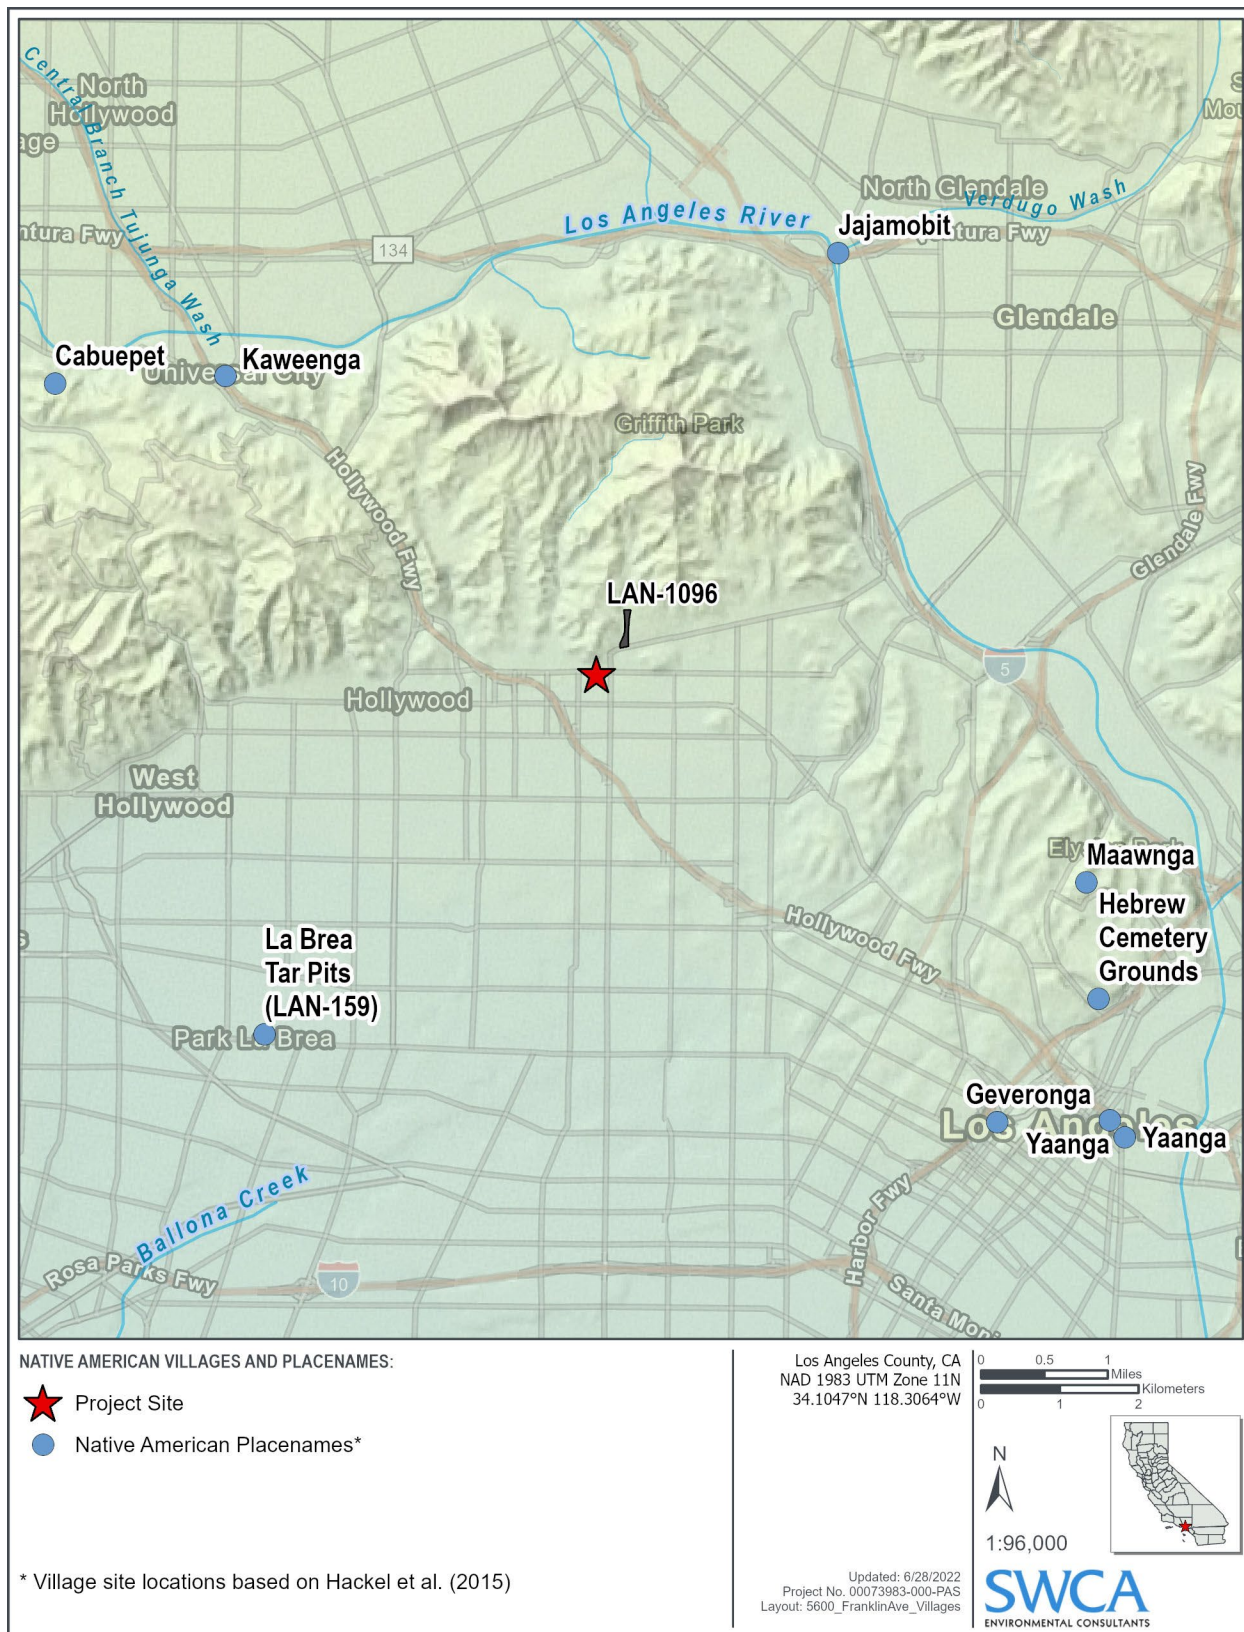 Central Branch Tujunga Wash
North
Hollywood
age
ntura Fwy
134
Los Angeles River
North Glendale
Verdugo Wash
Jajamobit
Glendale
Cabuepet
Kaweenga
Universal City
Griffith Park
Hollywood Fwy
Glendale Fwy
LAN-1096
5
Hollywood
West
Hollywood
Maawnga
Hebrew
Cemetery
Grounds
Hollywood Fwy
La Brea
Tar Pits
(LAN-159)
Park La Brea
Geveronga
Los Angeles
Yaanga
Yaanga
Ballona Creek
Rosa Parks Fwy
10
Harbor Fwy
Santa Moni
NATIVE AMERICAN VILLAGES AND PLACENAMES:
Project Site
Native American Placenames*
* Village site locations based on Hackel et al. (2015)
Los Angeles County, CA
NAD 1983 UTM Zone 11N
34.1047°N 118.3064°W
Updated: 6/28/2022
Project No. 00073983-000-PAS
Layout: 5600_FranklinAve_Villages
0 0.5 1
Miles
Kilometers
0 1 2
N
1:96,000
SWCA
ENVIRONMENTAL CONSULTANTS